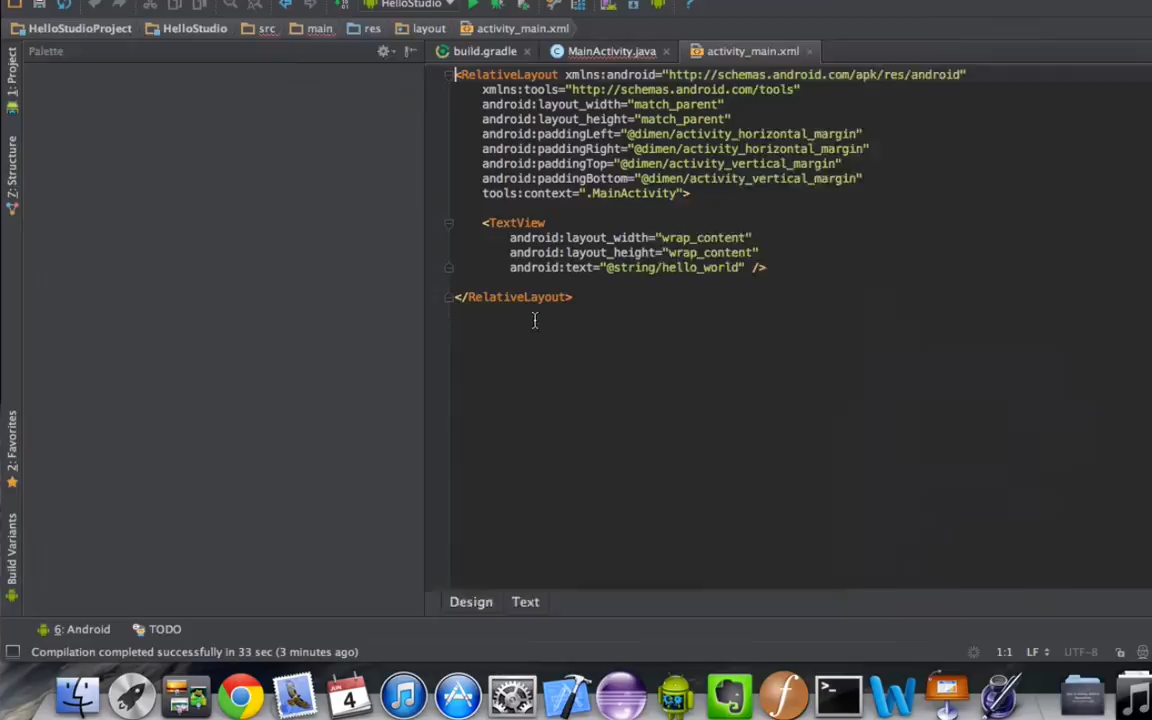 HelloStudio
HelloStudioProject HelloStudio src main res layout activity_main.xml
Palette
build.gradle MainActivity.java activity_main.xml
1: Project
7: Structure
2: Favorites
Build Variants
<RelativeLayout xmlns:android="http://schemas.android.com/apk/res/android"
xmlns:tools="http://schemas.android.com/tools"
android:layout_width="match_parent"
android:layout_height="match_parent"
android:paddingLeft="@dimen/activity_horizontal_margin"
android:paddingRight="@dimen/activity_horizontal_margin"
android:paddingTop="@dimen/activity_vertical_margin"
android:paddingBottom="@dimen/activity_vertical_margin"
tools:context=".MainActivity">
<TextView
android:layout_width="wrap_content"
android:layout_height="wrap_content"
android:text="@string/hello_world" />
</RelativeLayout>
Design Text
6: Android TODO
Compilation completed successfully in 33 sec (3 minutes ago) 1:1 LF UTF-8
JUN
4